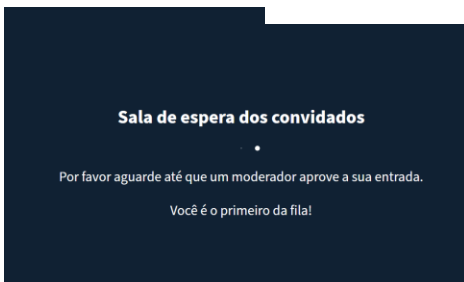 Sala de espera dos convidados
Por favor aguarde até que um moderador aprove a sua entrada.
Você é o primeiro da fila!